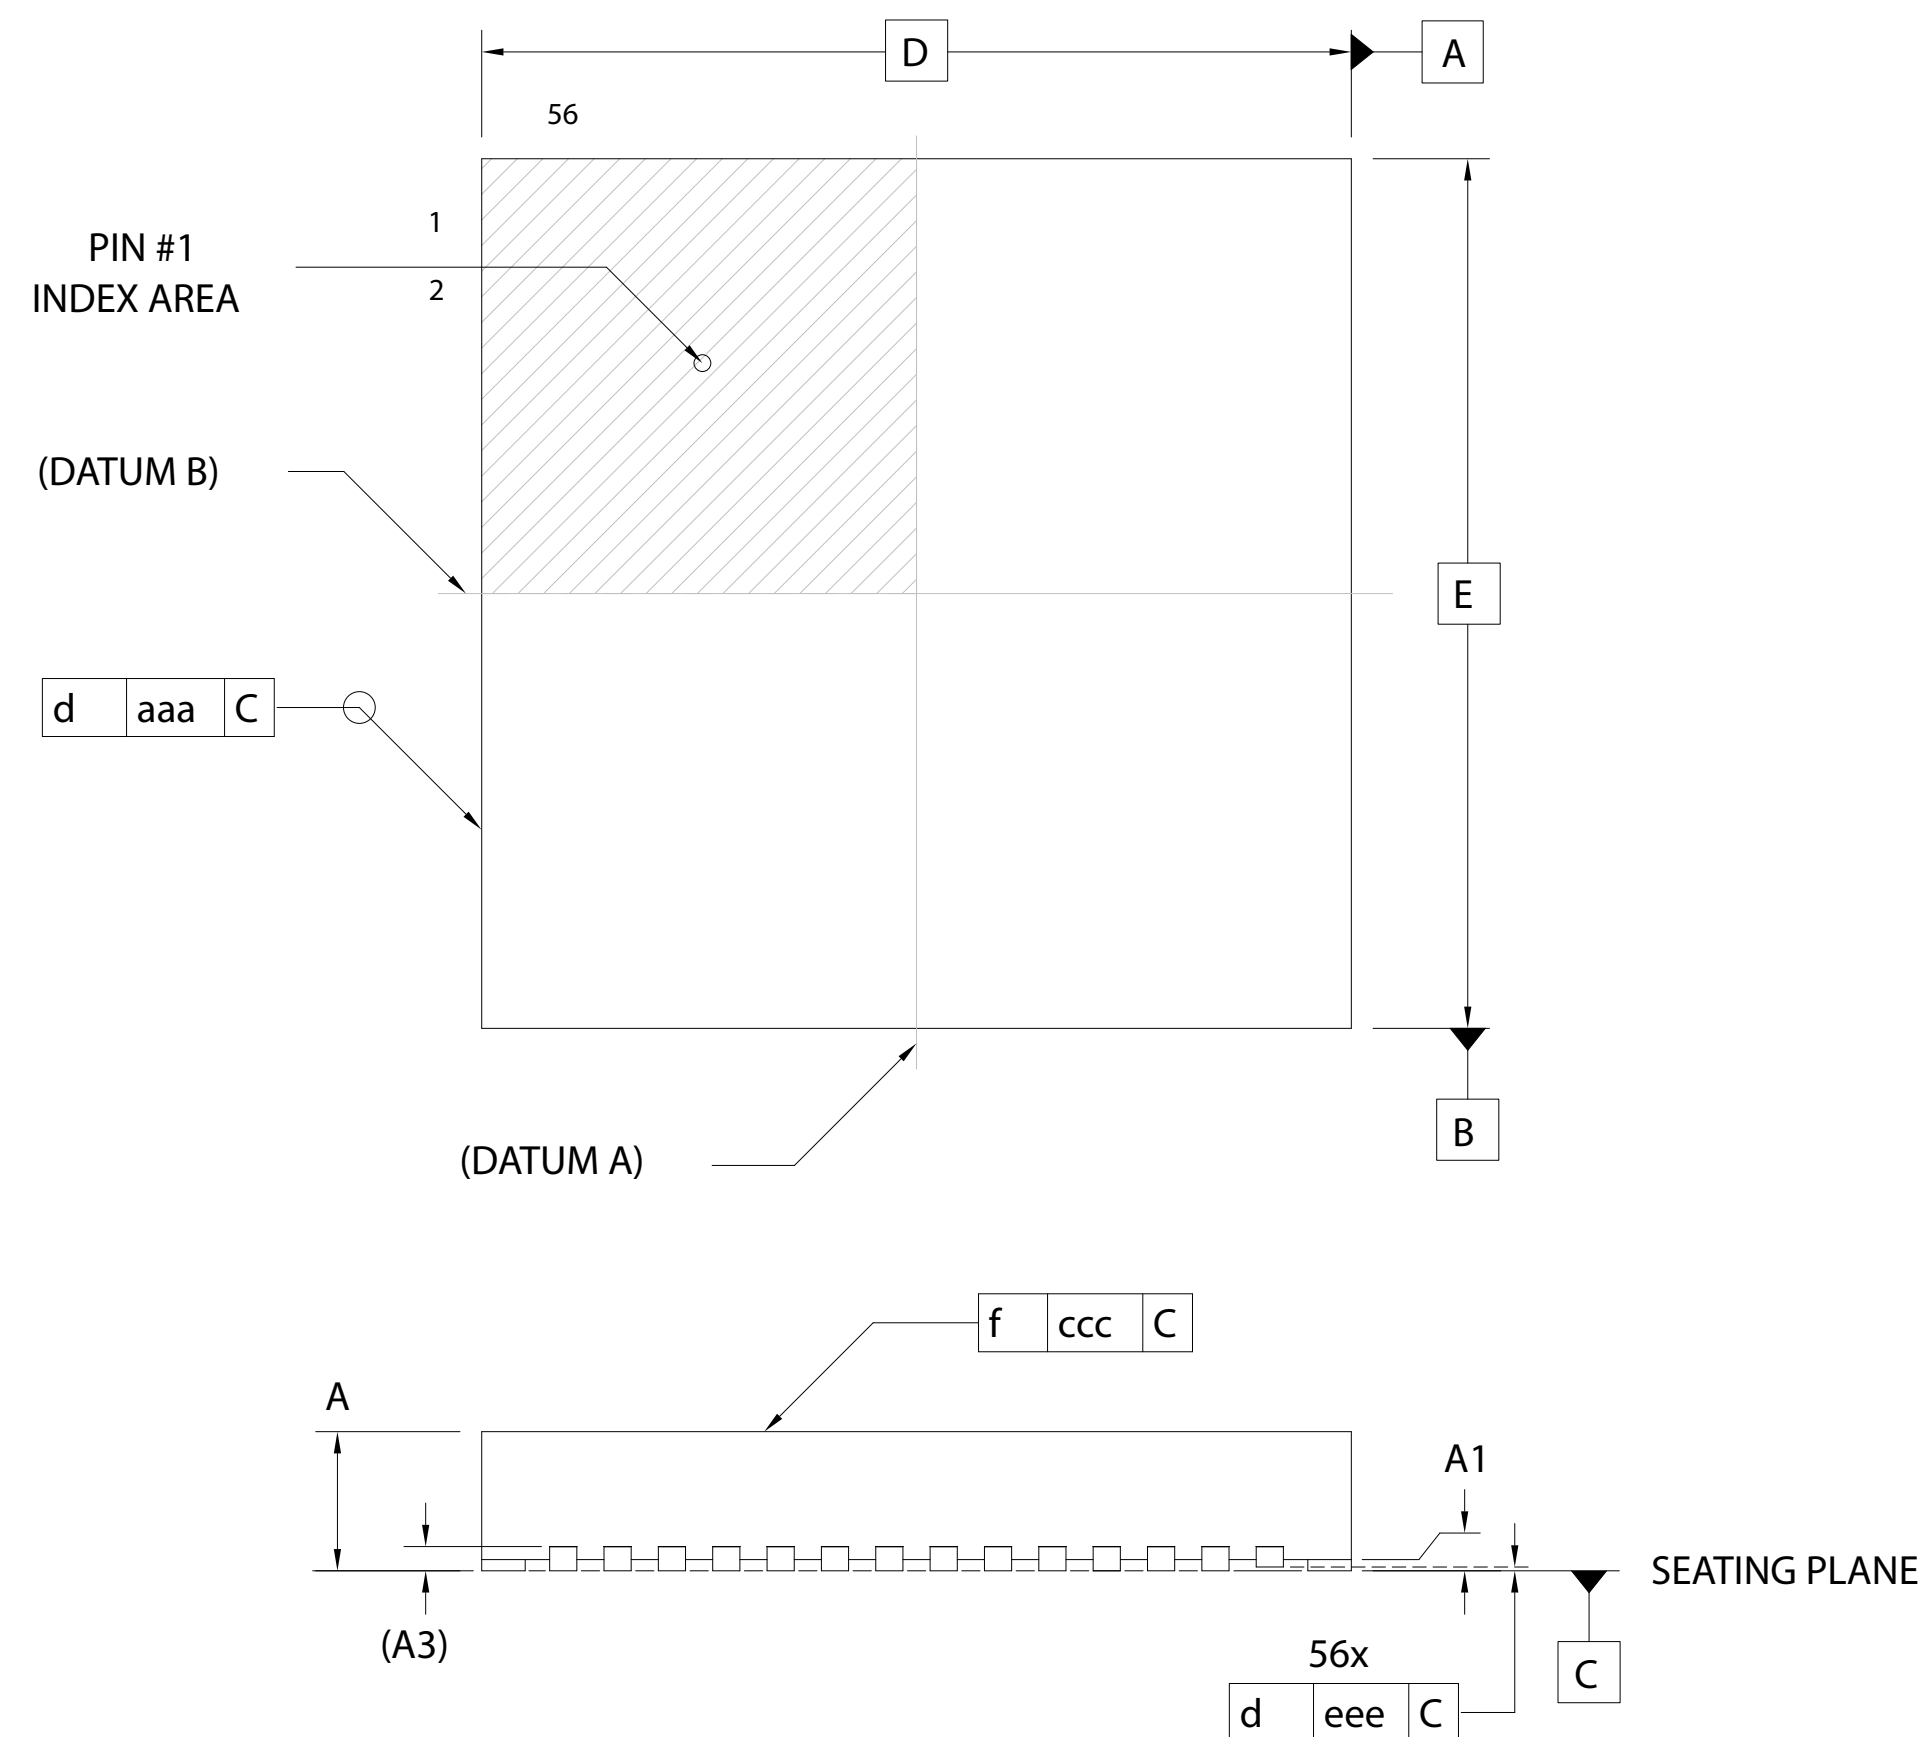 D
A
56
1
PIN #1
INDEX AREA
2
(DATUM B)
E
d aaa C
B
(DATUM A)
f ccc C
A
A1
SEATING PLANE
(A3)
56x
C
d eee C